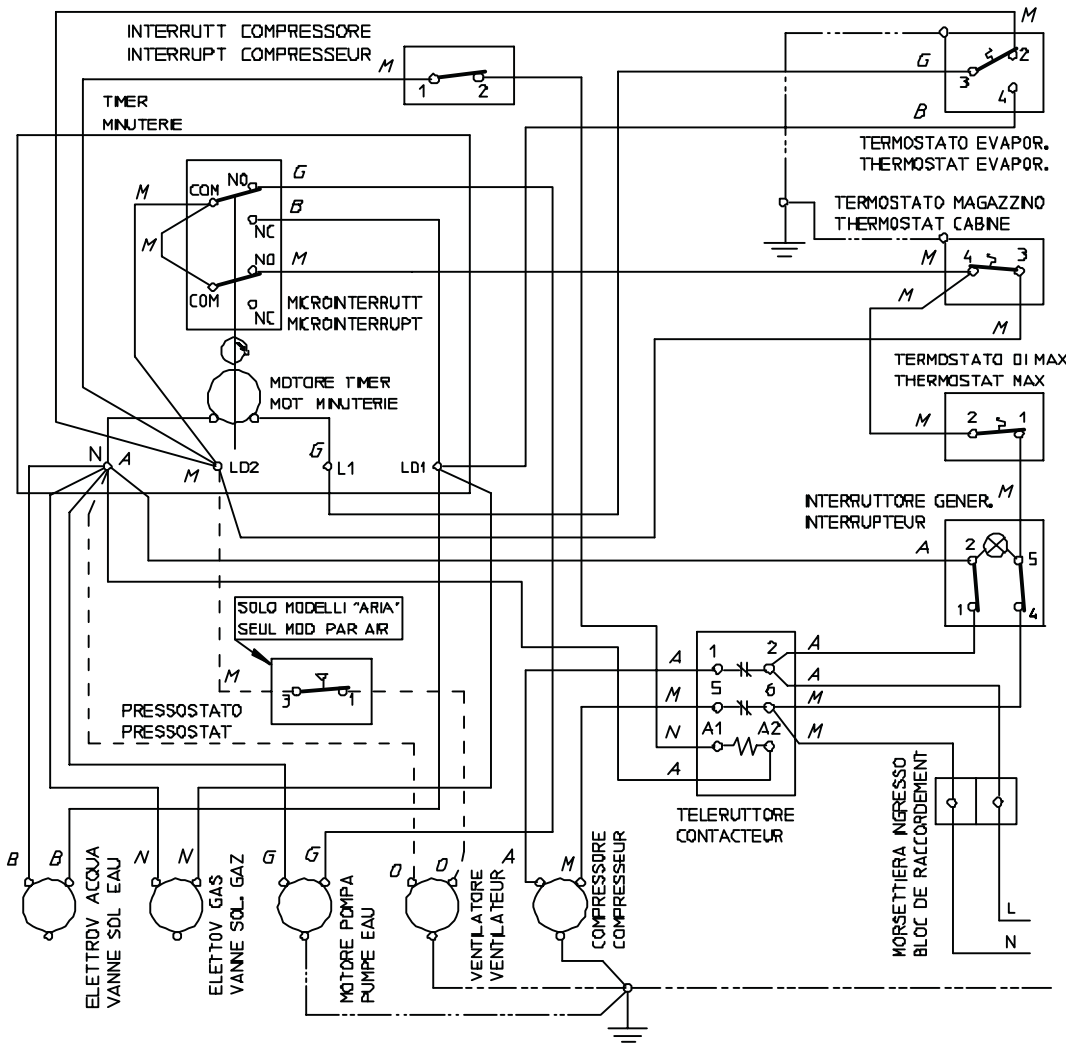 INTERRUTT COMPRESSORE
INTERRUPT COMPRESSEUR
M
1 2
M
G
2
3
4
B
TERMOSTATO EVAPOR.
THERMOSTAT EVAPOR.
TIMER
MINUTERIE
COM NO
G
M
B
NC
M
NO
M
COM
NC
MICROINTERRUTT
MICROINTERRUPT
TERMOSTATO MAGAZZINO
THERMOSTAT CABINE
M
4 3
M
M
MOTORE TIMER
MOT MINUTERIE
TERMOSTATO DI MAX
THERMOSTAT MAX
M
2 1
N A
M
LO2
G
L1
LO1
INTERRUTTORE GENER.
INTERRUPTEUR
M
A
2
5
1
4
SOLO MODELLI "ARIA"
SEUL MOD PAR AIR
M
3 1
PRESSOSTATO
PRESSOSTAT
A
1 2
A
A
M
5 6
M
N
A1 A2
M
A
TELERUTTORE
CONTACTEUR
MORSETTIERA INGRESSO
BLOC DE RACCORDEMENT
L
N
B B
N N
G G
O O
A M
ELETTROV ACQUA
VANNE SOL EAU
ELETTOV GAS
VANNE SOL. GAZ
MOTORE POMPA
PUMPE EAU
VENTILATORE
VENTILATEUR
COMPRESSORE
COMPRESSEUR